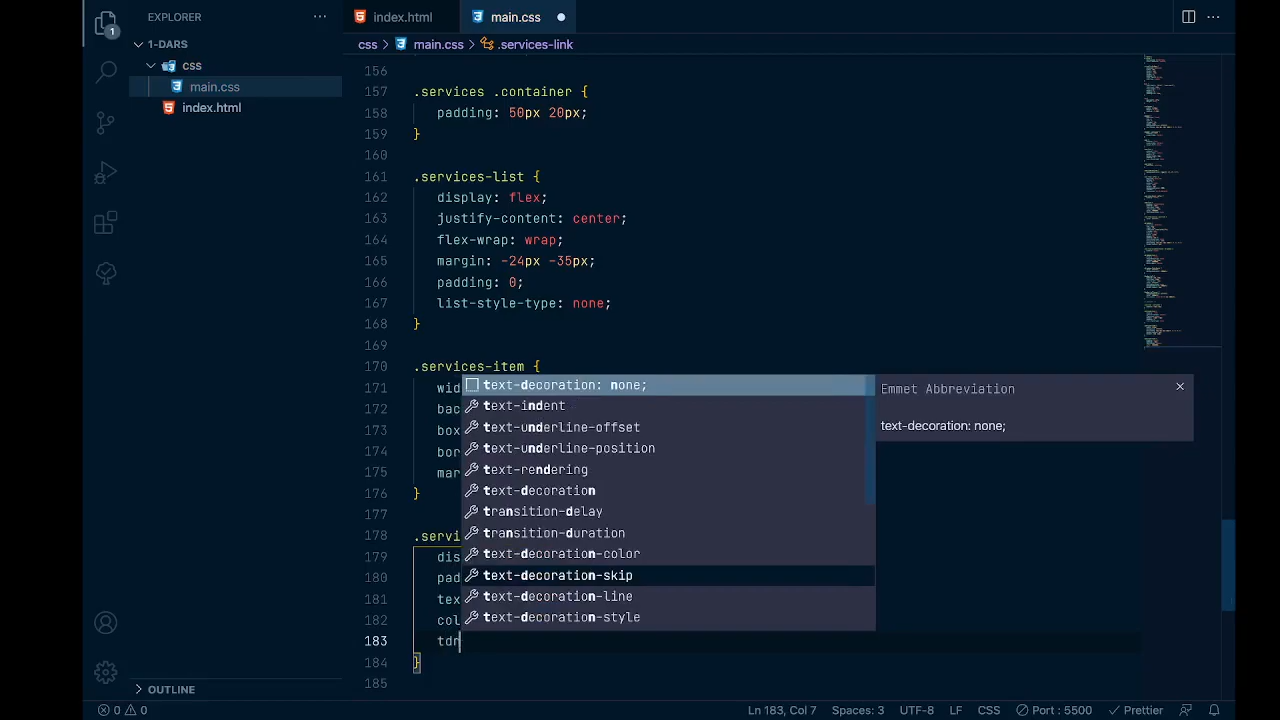 EXPLORER
index.html
main.css
1-DARS
css > main.css > .services-link
css
main.css
index.html
156
157 .services .container {
158 padding: 50px 20px;
159 }
160
161 .services-list {
162 display: flex;
163 justify-content: center;
164 flex-wrap: wrap;
165 margin: -24px -35px;
166 padding: 0;
167 list-style-type: none;
168 }
169
170 .services-item {
171 wid
172 bac
173 box
174 bor
175 mar
176 }
177
178 .servi
179 dis
180 pad
181 tex
182 col
183 tdn
184 }
185
text-decoration: none;
text-indent
text-underline-offset
text-underline-position
text-rendering
text-decoration
transition-delay
transition-duration
text-decoration-color
text-decoration-skip
text-decoration-line
text-decoration-style
Emmet Abbreviation
text-decoration: none;
1
OUTLINE
0 0
Ln 183, Col 7
Spaces: 3
UTF-8
LF
CSS
Port : 5500
Prettier